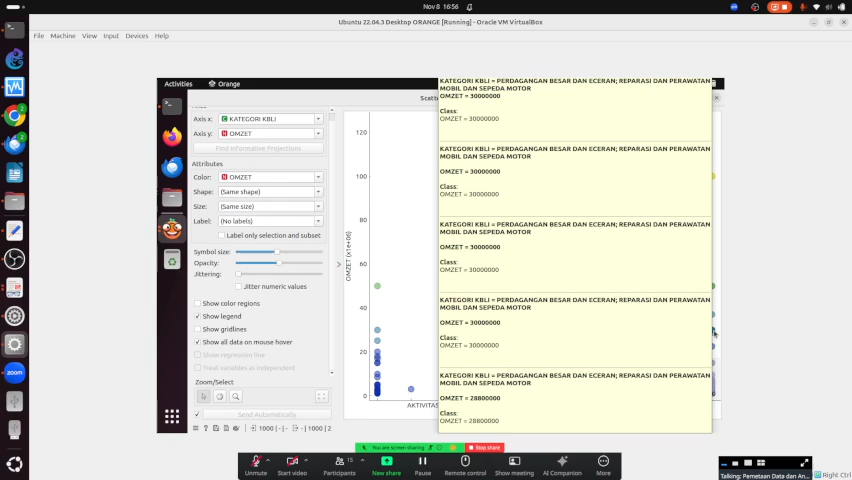 Nov 8 16:56
Ubuntu 22.04.3 Desktop ORANGE [Running] - Oracle VM VirtualBox
File Machine View Input Devices Help
Activities Orange
Axis x: KATEGORI KBLI
Axis y: OMZET
Find Informative Projections
Attributes
Color: OMZET
Shape: (Same shape)
Size: (Same size)
Label: (No labels)
Label only selection and subset
Symbol size:
Opacity:
Jittering:
Jitter numeric values
Show color regions
Show legend
Show gridlines
Show all data on mouse hover
Show regression line
Treat variables as independent
Zoom/Select
Send Automatically
1000 | - 1000 | 2
OMZET (x1e+06)
120
100
80
60
40
20
0
KATEGORI KBLI = PERDAGANGAN BESAR DAN ECERAN; REPARASI DAN PERAWATAN
MOBIL DAN SEPEDA MOTOR
OMZET = 30000000
Class:
OMZET = 30000000
KATEGORI KBLI = PERDAGANGAN BESAR DAN ECERAN; REPARASI DAN PERAWATAN
MOBIL DAN SEPEDA MOTOR
OMZET = 30000000
Class:
OMZET = 30000000
KATEGORI KBLI = PERDAGANGAN BESAR DAN ECERAN; REPARASI DAN PERAWATAN
MOBIL DAN SEPEDA MOTOR
OMZET = 30000000
Class:
OMZET = 30000000
KATEGORI KBLI = PERDAGANGAN BESAR DAN ECERAN; REPARASI DAN PERAWATAN
MOBIL DAN SEPEDA MOTOR
OMZET = 30000000
Class:
OMZET = 30000000
KATEGORI KBLI = PERDAGANGAN BESAR DAN ECERAN; REPARASI DAN PERAWATAN
MOBIL DAN SEPEDA MOTOR
OMZET = 28800000
Class:
OMZET = 28800000
You are screen sharing Stop share
Unmute Start video Participants 15 New share Pause Remote control Show meeting AI Companion More
Talking: Pemetaan Data dan An...
Right Ctrl
zoom